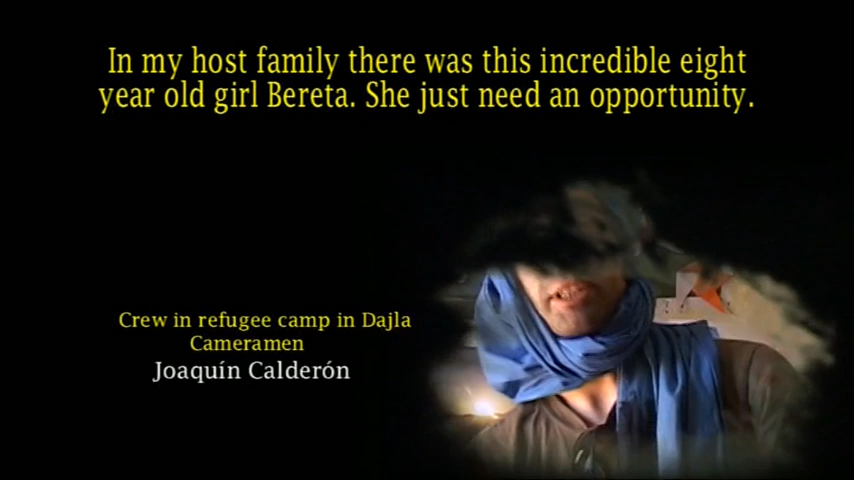 In my host family there was this incredible eight
year old girl Bereta. She just need an opportunity.
Crew in refugee camp in Dajla
Cameramen
Joaquín Calderón